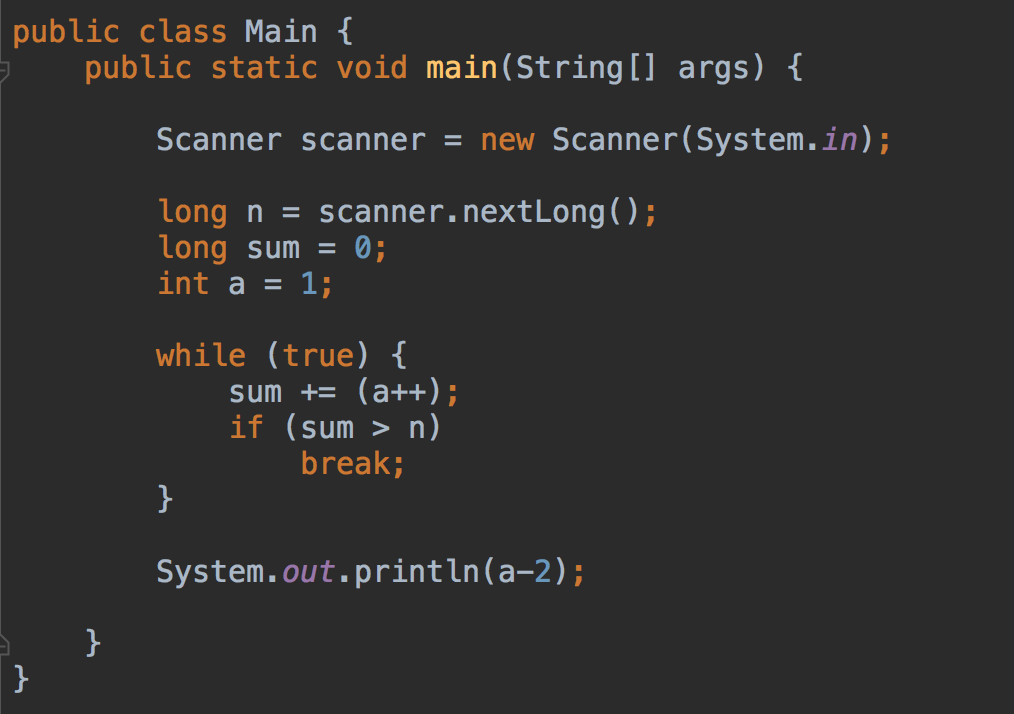 public class Main {
    public static void main(String[] args) {

        Scanner scanner = new Scanner(System.in);

        long n = scanner.nextLong();
        long sum = 0;
        int a = 1;

        while (true) {
            sum += (a++);
            if (sum > n)
                break;
        }

        System.out.println(a-2);

    }
}